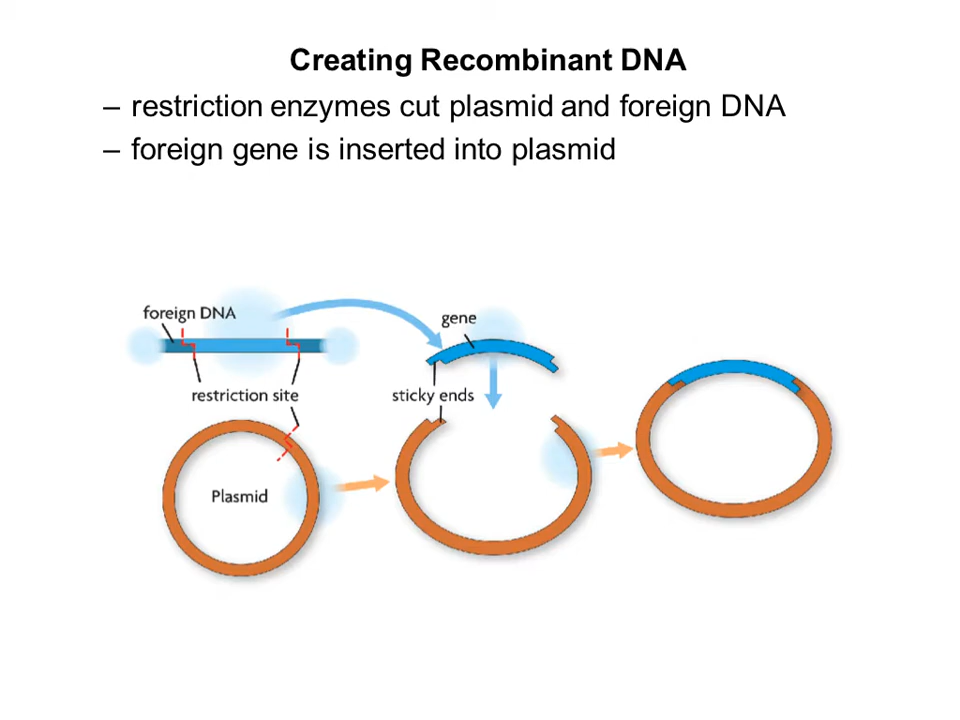 Creating Recombinant DNA
– restriction enzymes cut plasmid and foreign DNA
– foreign gene is inserted into plasmid
foreign DNA
gene
restriction site
sticky ends
Plasmid